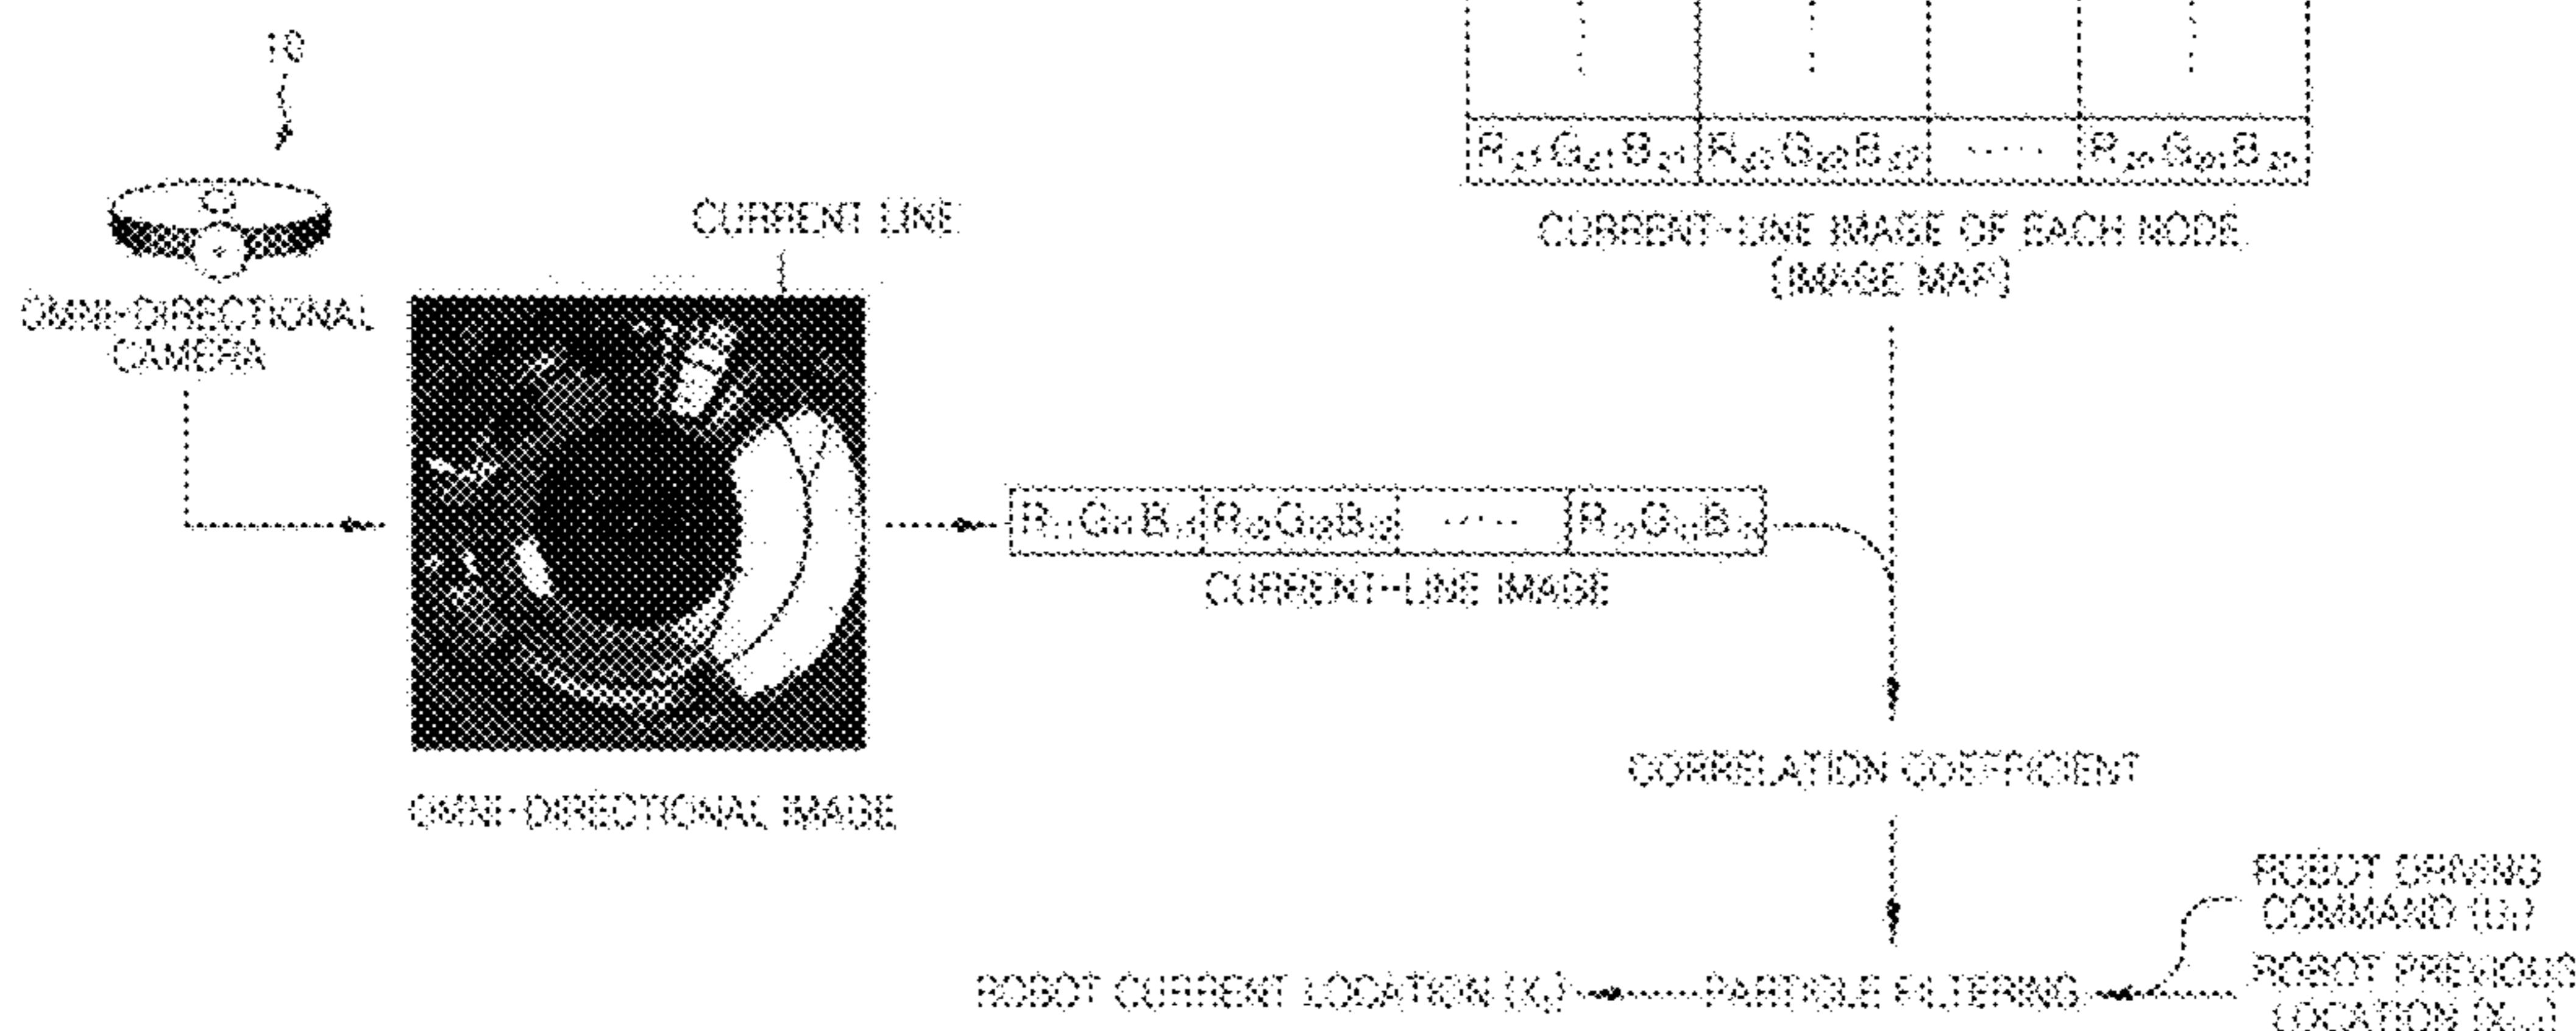 10
OMNI-DIRECTIONAL
CAMERA
CURRENT LINE
OMNI-DIRECTIONAL IMAGE
CURRENT-LINE IMAGE
CURRENT-LINE IMAGE OF EACH NODE
(IMAGE MAP)
CORRELATION COEFFICIENT
ROBOT DRIVING
COMMAND
ROBOT PREVIOUS
LOCATION
PARTICLE FILTERING
ROBOT CURRENT LOCATION